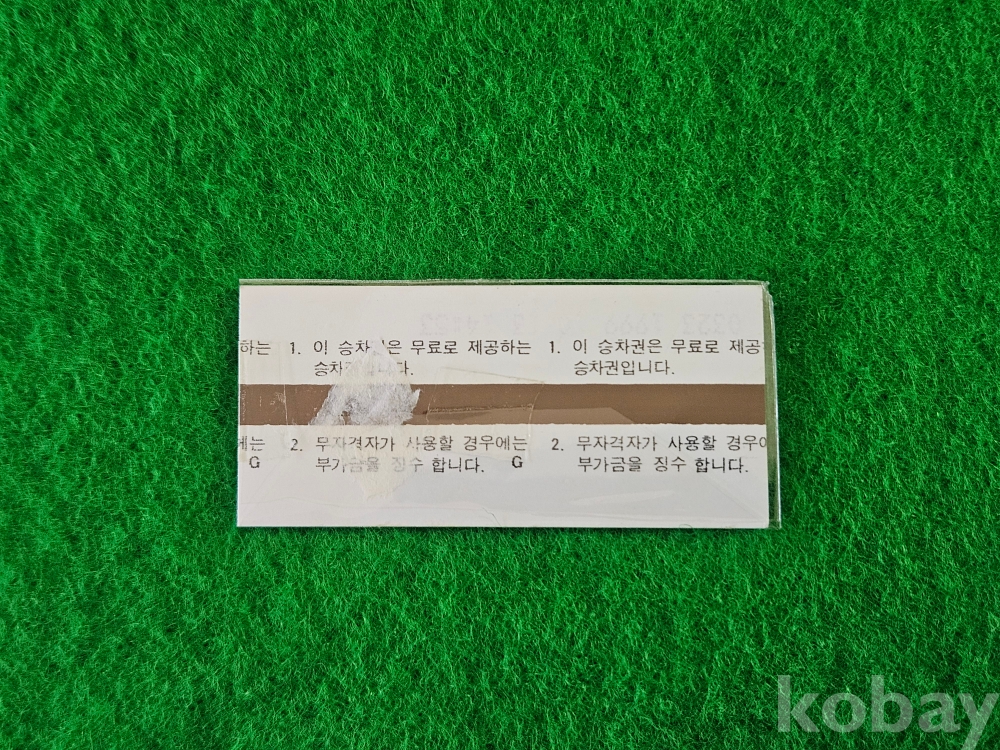 하는 1. 이 승차 은 무료로 제공하는 1. 이 승차권은 무료로 제공
승차 다. 승차권입니다.
에는 2. 무자격자가 사용할 경우에는 2. 무자격자가 사용할 경우
G 부가금을 징수 합니다. G 부가금을 징수 합니다.
kobay